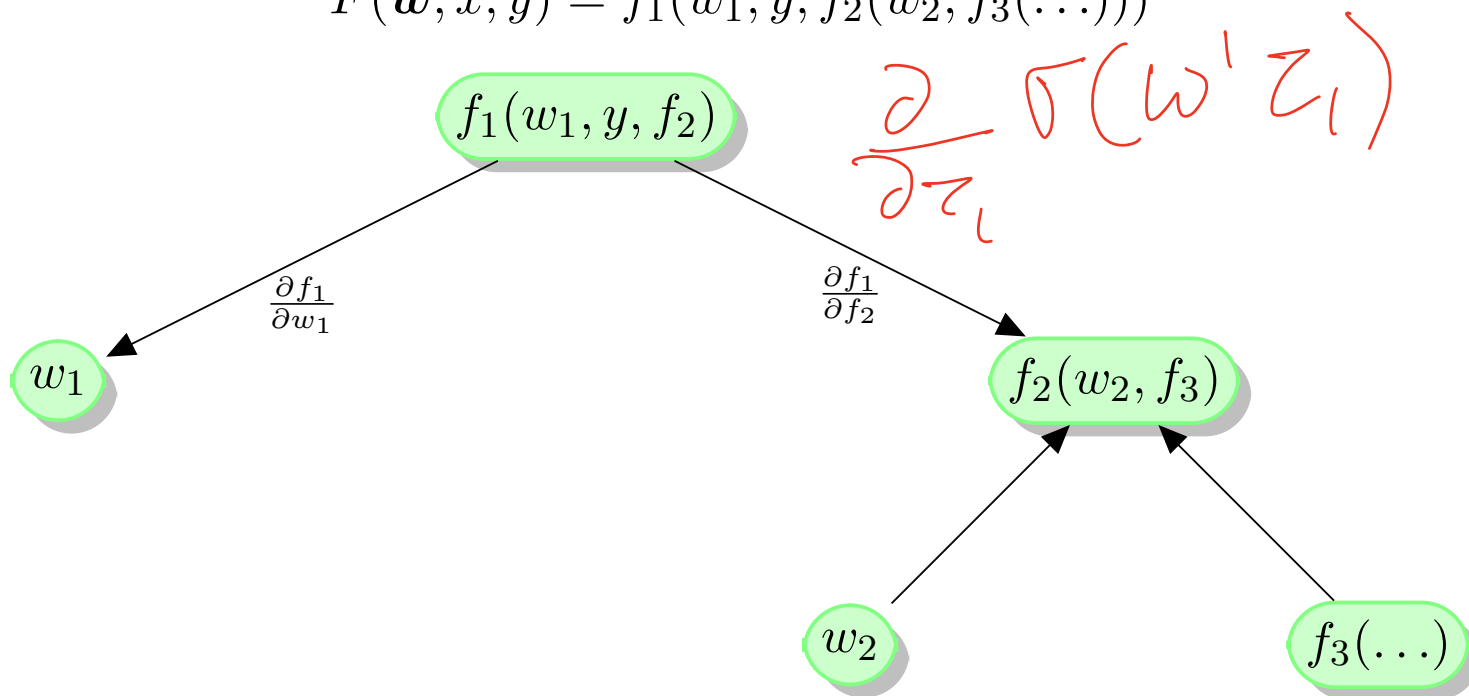 F(w, x, y) = f₁(w₁, y, f₂(w₂, f₃(...)))
f₁(w₁, y, f₂)
∂/∂z₁ σ(w' z₁)
∂f₁/∂w₁
∂f₁/∂f₂
w₁
f₂(w₂, f₃)
w₂
f₃(...)